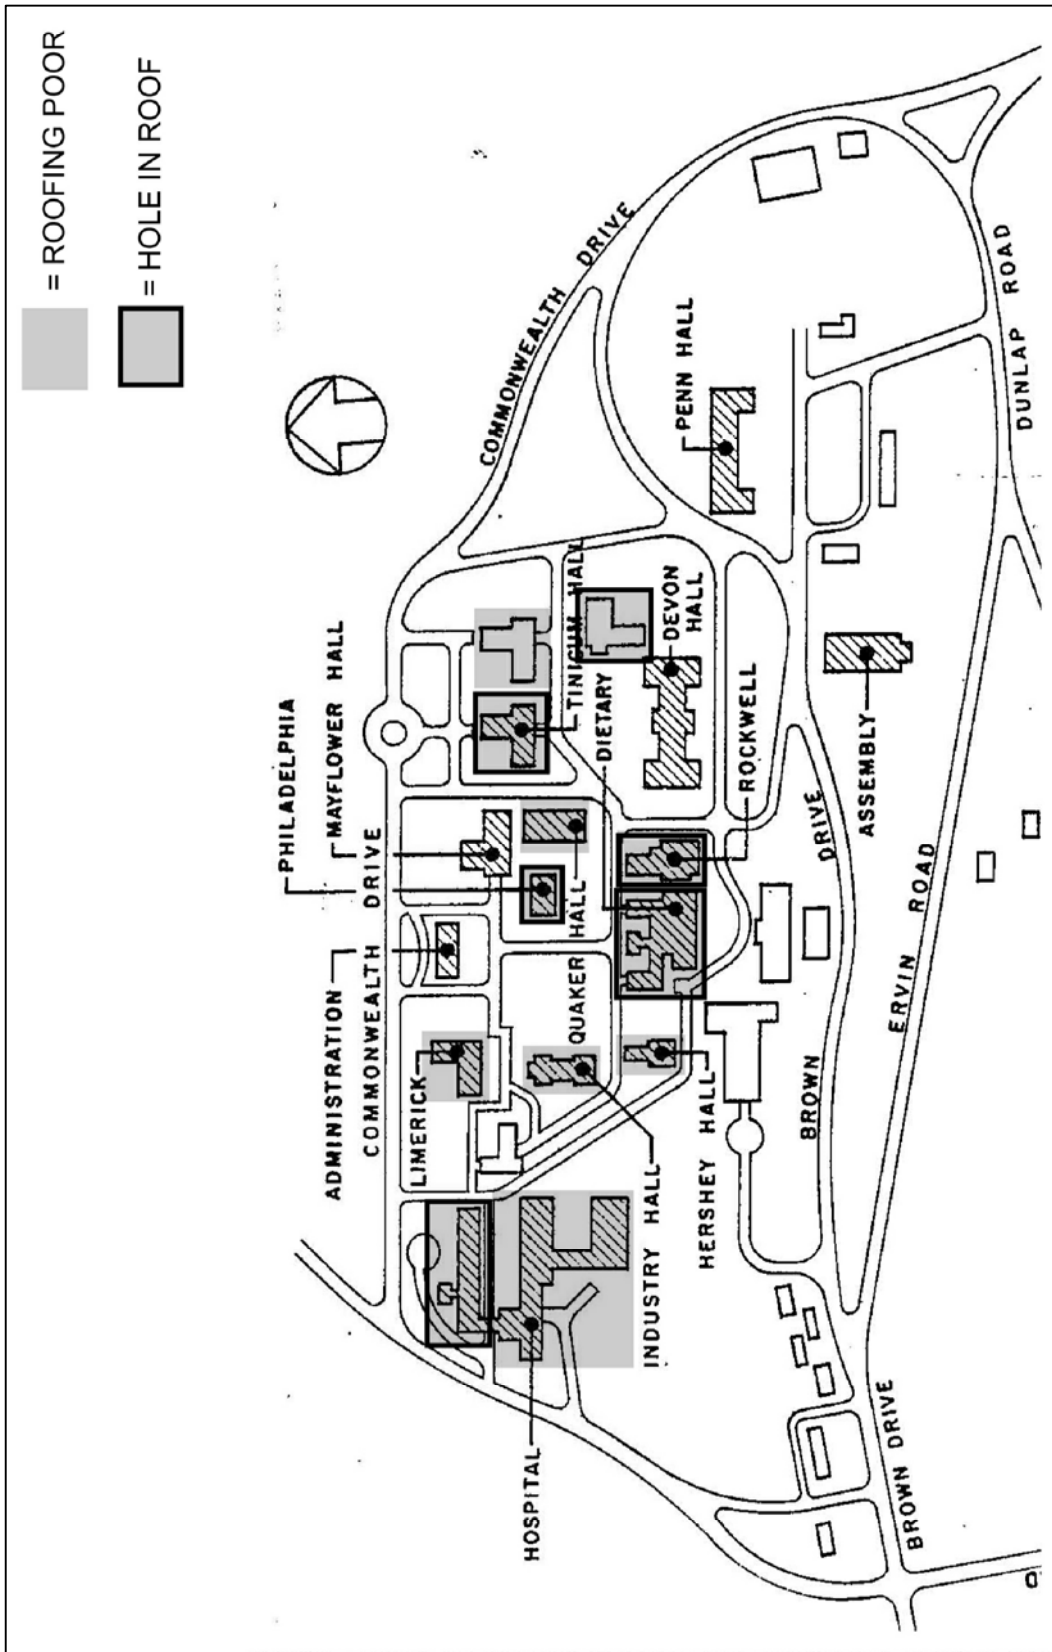 = ROOFING POOR
= HOLE IN ROOF
COMMONWEALTH DRIVE
PENN HALL
DUNLAP ROAD
PHILADELPHIA
MAYFLOWER HALL
ADMINISTRATION
COMMONWEALTH DRIVE
TINICUM HALL
DIETARY
DEVON
HALL
ROCKWELL
ASSEMBLY
LIMERICK
QUAKER HALL
HERSHEY HALL
INDUSTRY HALL
HOSPITAL
BROWN DRIVE
ERVIN ROAD
BROWN DRIVE